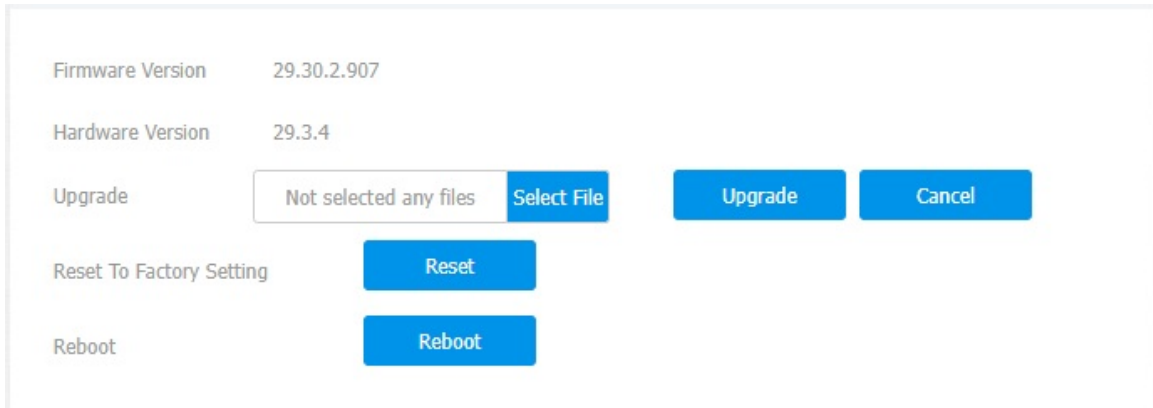 Firmware Version 29.30.2.907
Hardware Version 29.3.4
Upgrade Not selected any files Select File Upgrade Cancel
Reset To Factory Setting Reset
Reboot Reboot